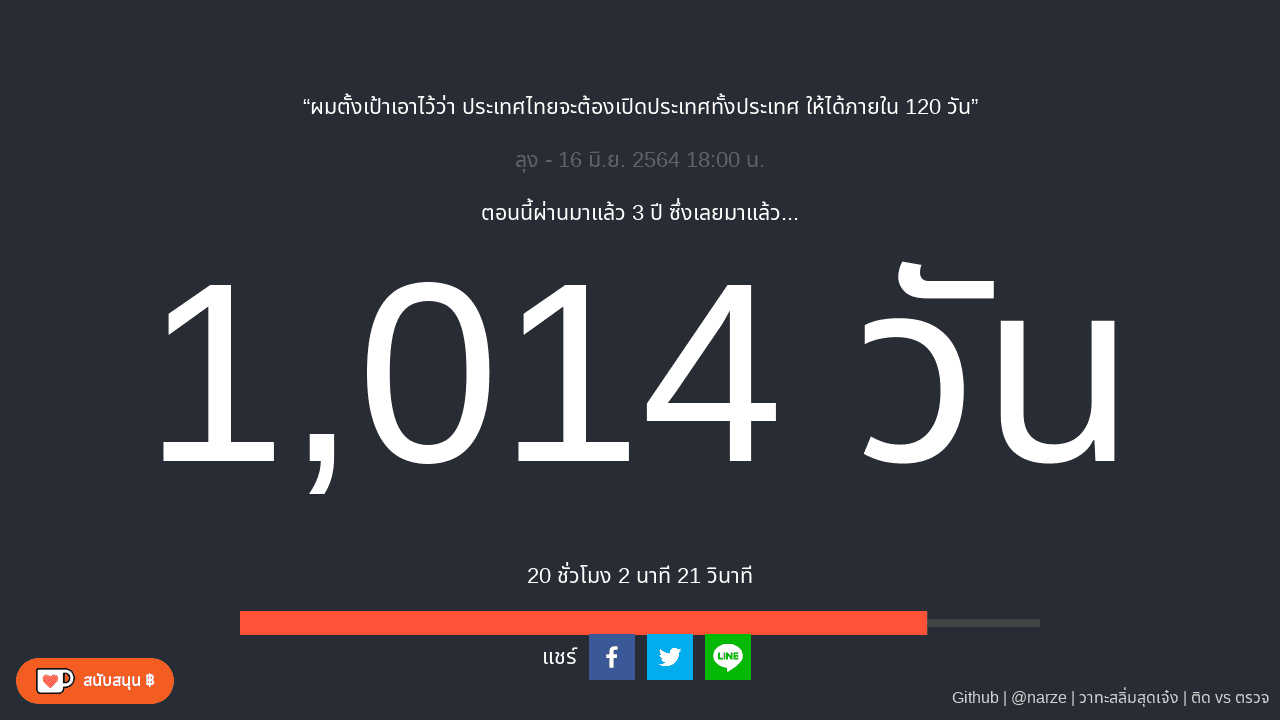 “ผมตั้งเป้าเอาไว้ว่า ประเทศไทยจะต้องเปิดประเทศทั้งประเทศ ให้ได้ภายใน 120 วัน”
ลุง - 16 มิ.ย. 2564 18:00 น.
ตอนนี้ผ่านมาแล้ว 3 ปี ซึ่งเลยมาแล้ว...
1,014 วัน
20 ชั่วโมง 2 นาที 21 วินาที
แชร์
LINE
สนับสนุน ฿
Github | @narze | วาทะสลิ่มสุดเจ๋ง | ติด vs ตรวจ